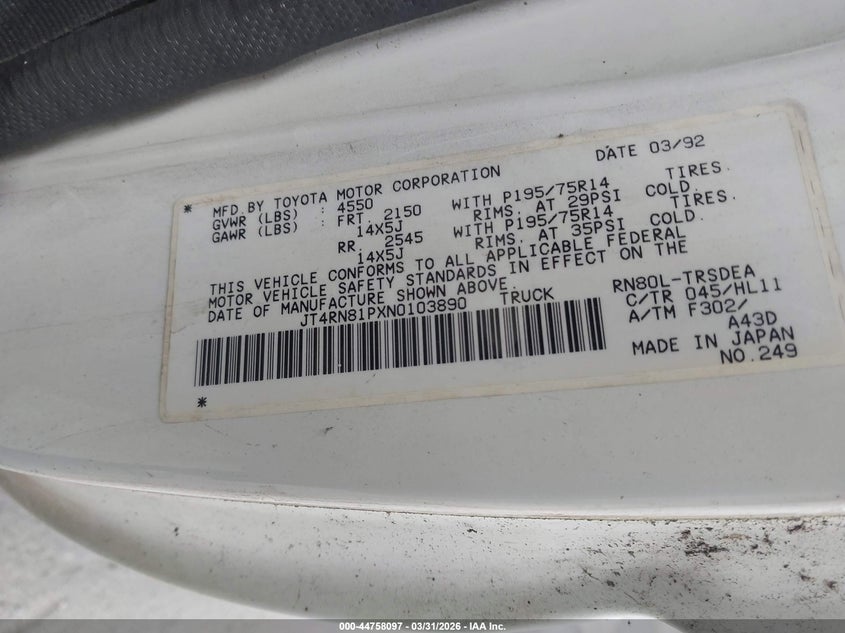 DATE 03/92
* MFD.BY TOYOTA MOTOR CORPORATION
GVWR (LBS) : 4550
GAWR (LBS) : FRT. 2150 WITH P195/75R14 TIRES.
14X5J RIMS. AT 29PSI COLD.
RR. 2545 WITH P195/75R14 TIRES.
14X5J RIMS. AT 35PSI COLD.
THIS VEHICLE CONFORMS TO ALL APPLICABLE FEDERAL
MOTOR VEHICLE SAFETY STANDARDS IN EFFECT ON THE
DATE OF MANUFACTURE SHOWN ABOVE.
JT4RN81PXN0103890 TRUCK
RN80L-TRSDEA
C/TR 045/HL11
A/TM F302/
A43D
MADE IN JAPAN
NO.249
*
000-44758097 - 03/31/2026 - IAA Inc.